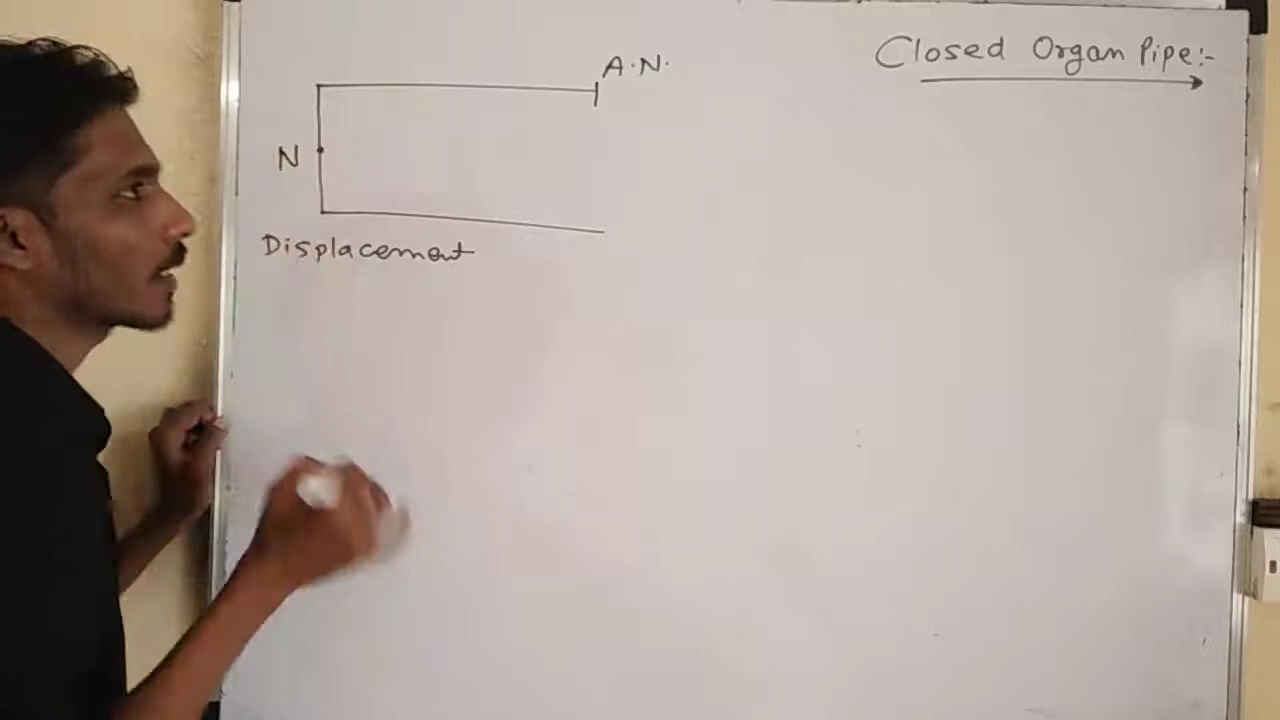 Closed Organ Pipe:-
A.N.
N
Displacement